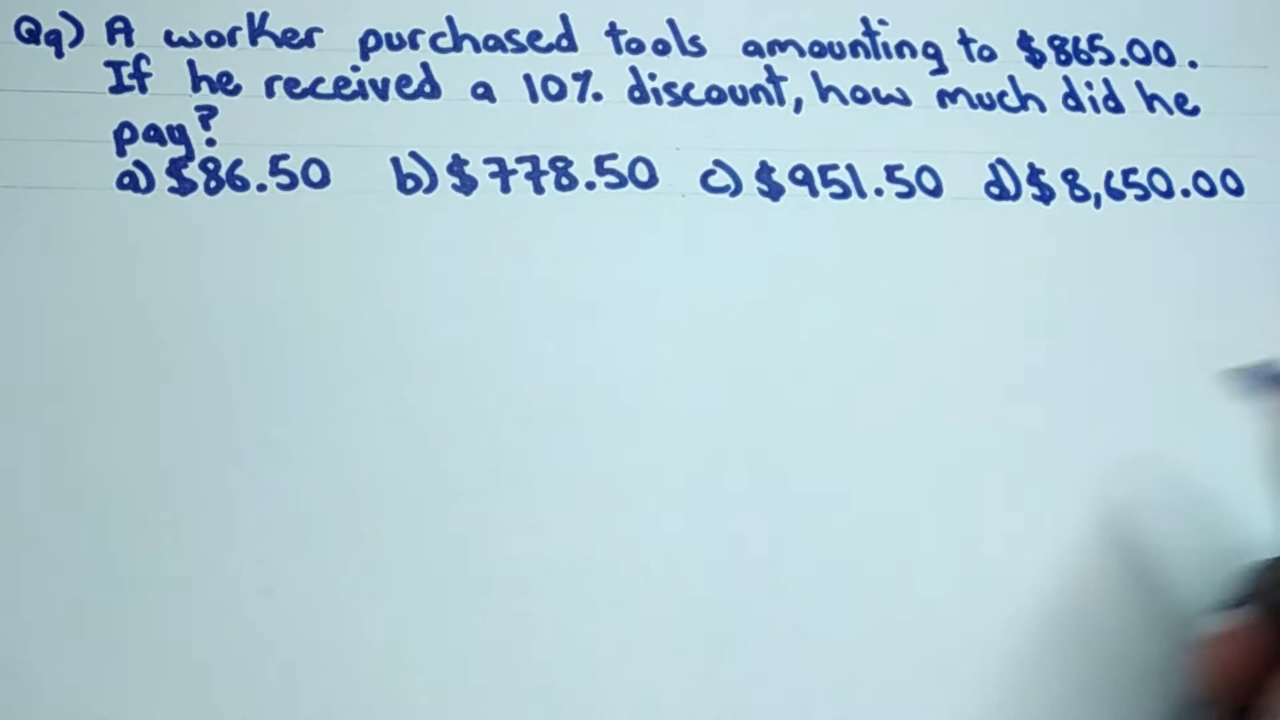 Q9) A worker purchased tools amounting to $865.00.
If he received a 10% discount, how much did he
pay?
a) $86.50 b) $778.50 c) $951.50 d) $8,650.00